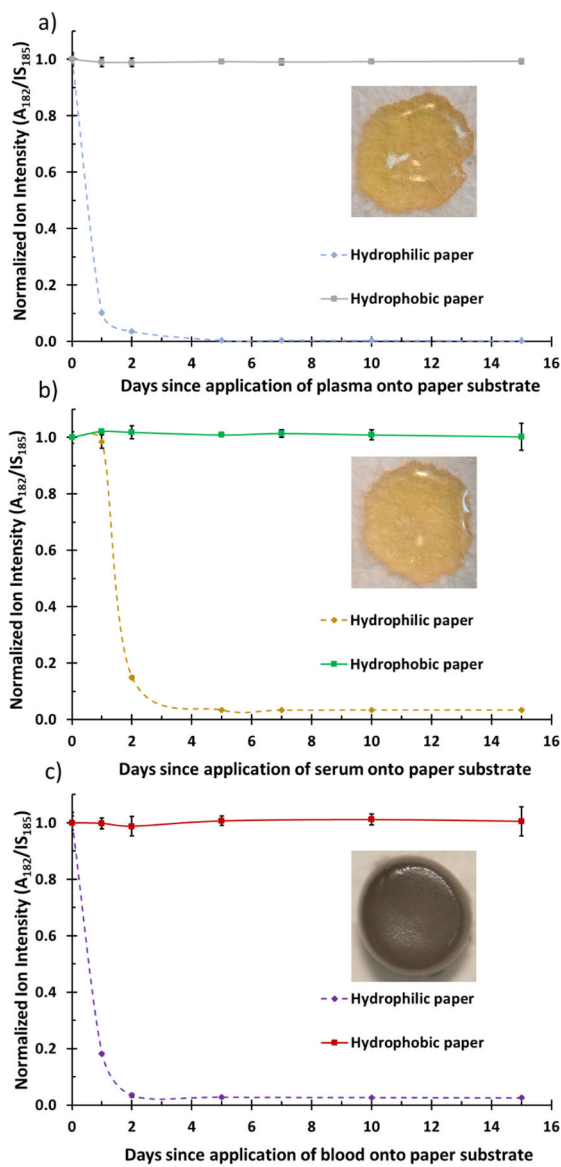 a)
Normalized Ion Intensity (A182/IS185)
1.0
0.8
0.6
0.4
0.2
0.0
Hydrophilic paper
Hydrophobic paper
0 2 4 6 8 10 12 14 16
Days since application of plasma onto paper substrate
b)
Normalized Ion Intensity (A182/IS185)
1.0
0.8
0.6
0.4
0.2
0.0
Hydrophilic paper
Hydrophobic paper
0 2 4 6 8 10 12 14 16
Days since application of serum onto paper substrate
c)
Normalized Ion Intensity (A182/IS185)
1.0
0.8
0.6
0.4
0.2
0.0
Hydrophilic paper
Hydrophobic paper
0 2 4 6 8 10 12 14 16
Days since application of blood onto paper substrate